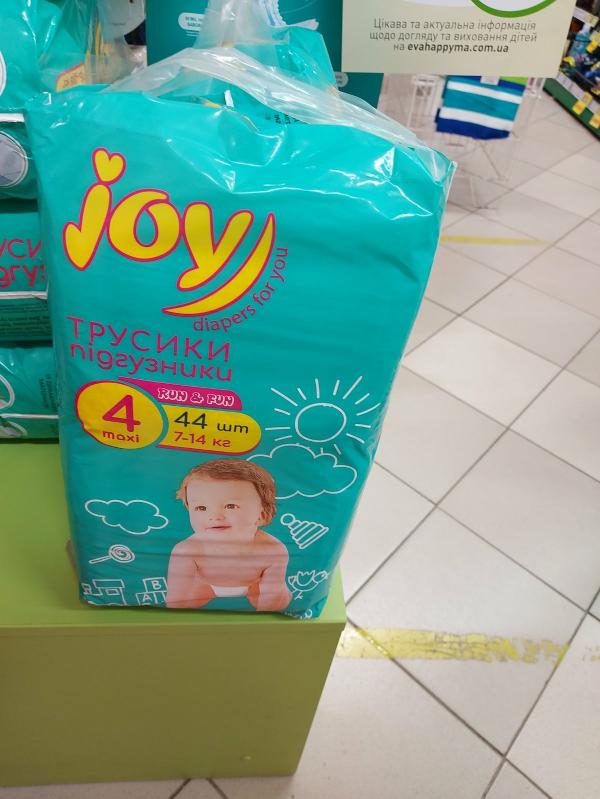 Цікава та актуальна інформація
щодо догляду та виховання дітей
на evahappyma.com.ua
joy
diapers for you
ТРУСИКИ
підгузники
RUN & FUN
4
maxi
44 шт
7-14 кг
B
A